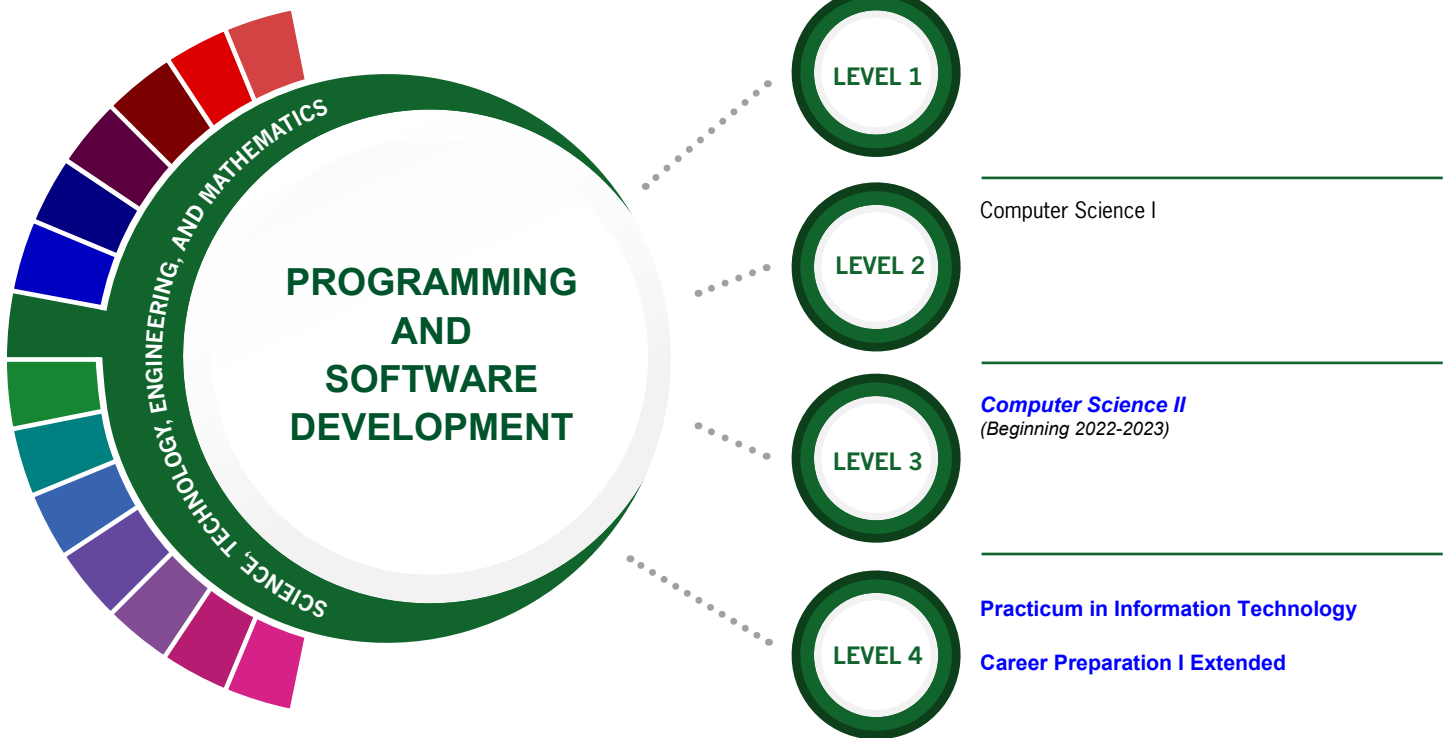 SCIENCE, TECHNOLOGY, ENGINEERING, AND MATHEMATICS
PROGRAMMING
AND
SOFTWARE
DEVELOPMENT
LEVEL 1
LEVEL 2
Computer Science I
LEVEL 3
Computer Science II
(Beginning 2022-2023)
LEVEL 4
Practicum in Information Technology
Career Preparation I Extended